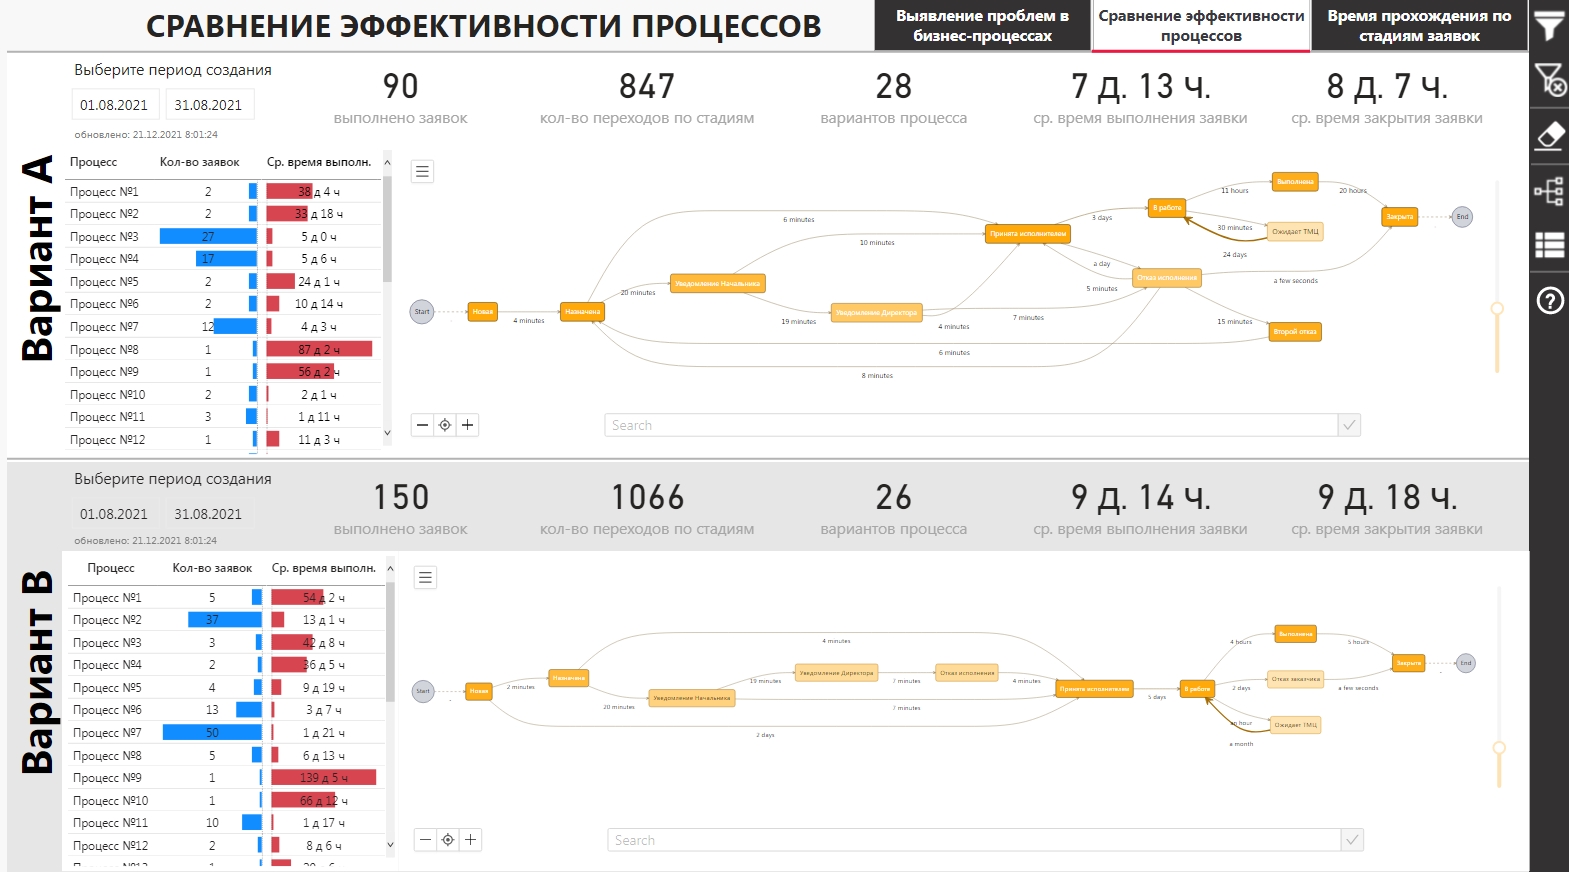 СРАВНЕНИЕ ЭФФЕКТИВНОСТИ ПРОЦЕССОВ
Выявление проблем в
бизнес-процессах
Сравнение эффективности
процессов
Время прохождения по
стадиям заявок
Вариант A
Выберите период создания
01.08.2021
31.08.2021
обновлено: 21.12.2021 8:01:24
90
выполнено заявок
847
кол-во переходов по стадиям
28
вариантов процесса
7 д. 13 ч.
ср. время выполнения заявки
8 д. 7 ч.
ср. время закрытия заявки
Процесс Кол-во заявок Ср. время выполн.
Процесс №1 2 38 д 4 ч
Процесс №2 2 33 д 18 ч
Процесс №3 27 5 д 0 ч
Процесс №4 17 5 д 6 ч
Процесс №5 2 24 д 1 ч
Процесс №6 2 10 д 14 ч
Процесс №7 12 4 д 3 ч
Процесс №8 1 87 д 2 ч
Процесс №9 1 56 д 2 ч
Процесс №10 2 2 д 1 ч
Процесс №11 3 1 д 11 ч
Процесс №12 1 11 д 3 ч
Start
Новая
4 minutes
Назначена
20 minutes
Уведомление Начальника
6 minutes
10 minutes
19 minutes
Уведомление Директора
4 minutes
7 minutes
6 minutes
8 minutes
Принята исполнителем
a day
5 minutes
Отказ исполнения
3 days
В работе
11 hours
30 minutes
24 days
Выполнена
Ожидает ТМЦ
20 hours
a few seconds
15 minutes
Второй отказ
Закрыта
End
Search
Вариант B
Выберите период создания
01.08.2021
31.08.2021
обновлено: 21.12.2021 8:01:24
150
выполнено заявок
1066
кол-во переходов по стадиям
26
вариантов процесса
9 д. 14 ч.
ср. время выполнения заявки
9 д. 18 ч.
ср. время закрытия заявки
Процесс Кол-во заявок Ср. время выполн.
Процесс №1 5 54 д 2 ч
Процесс №2 37 13 д 1 ч
Процесс №3 3 42 д 8 ч
Процесс №4 2 36 д 5 ч
Процесс №5 4 9 д 19 ч
Процесс №6 13 3 д 7 ч
Процесс №7 50 1 д 21 ч
Процесс №8 5 6 д 13 ч
Процесс №9 1 139 д 5 ч
Процесс №10 1 66 д 12 ч
Процесс №11 10 1 д 17 ч
Процесс №12 2 8 д 6 ч
Start
Новая
2 minutes
Назначена
20 minutes
Уведомление Начальника
4 minutes
19 minutes
Уведомление Директора
7 minutes
Отказ исполнения
4 minutes
7 minutes
2 days
Принята исполнителем
5 days
В работе
4 hours
Выполнена
5 hours
2 days
Отказ заказчика
a few seconds
an hour
Ожидает ТМЦ
a month
Закрыта
End
Search